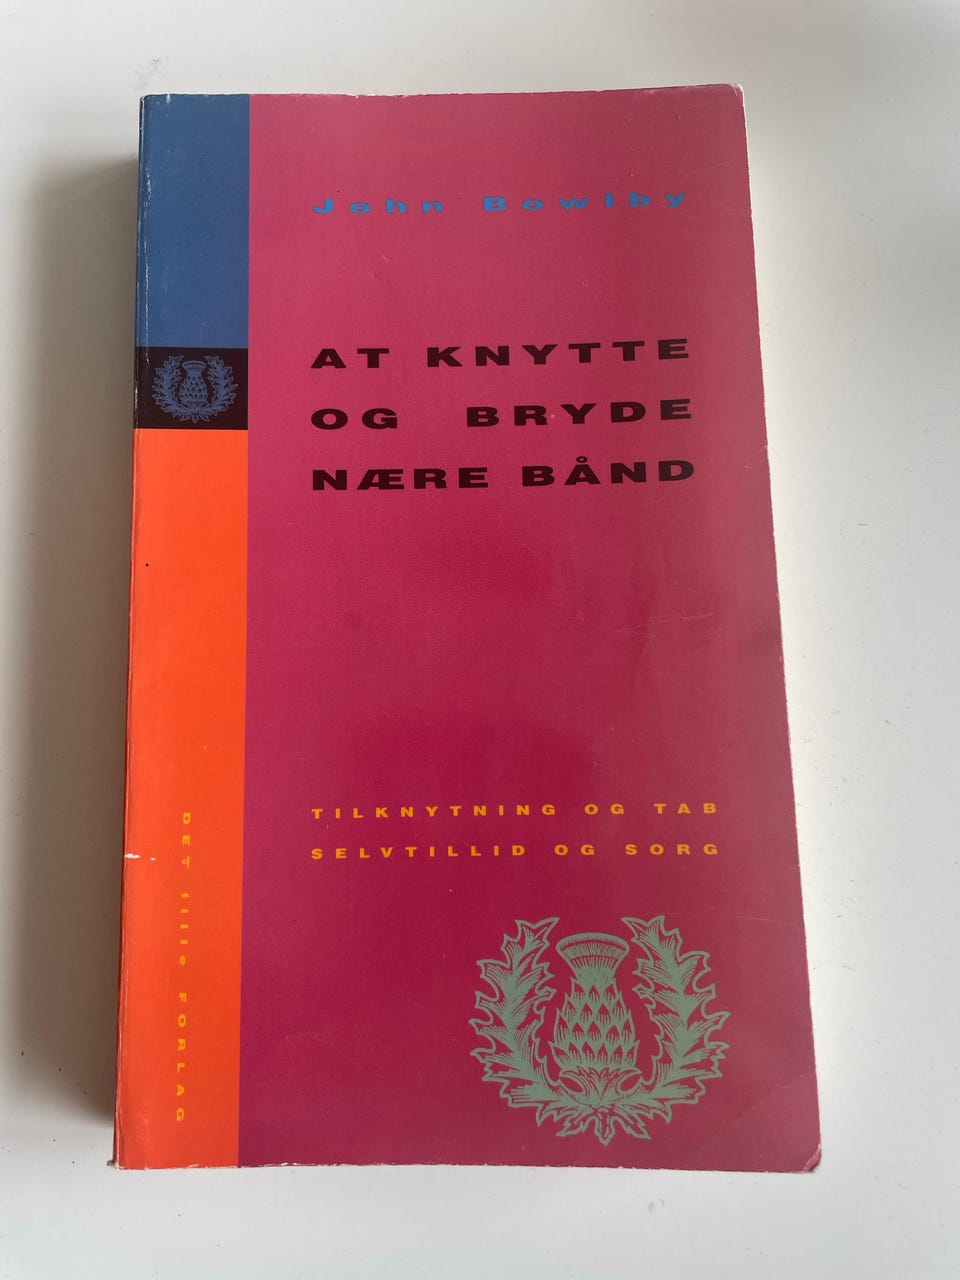 John Bowlby
AT KNYTTE
OG BRYDE
NÆRE BÅND
TILKNYTNING OG TAB
SELVTILLID OG SORG
DET lille FORLAG